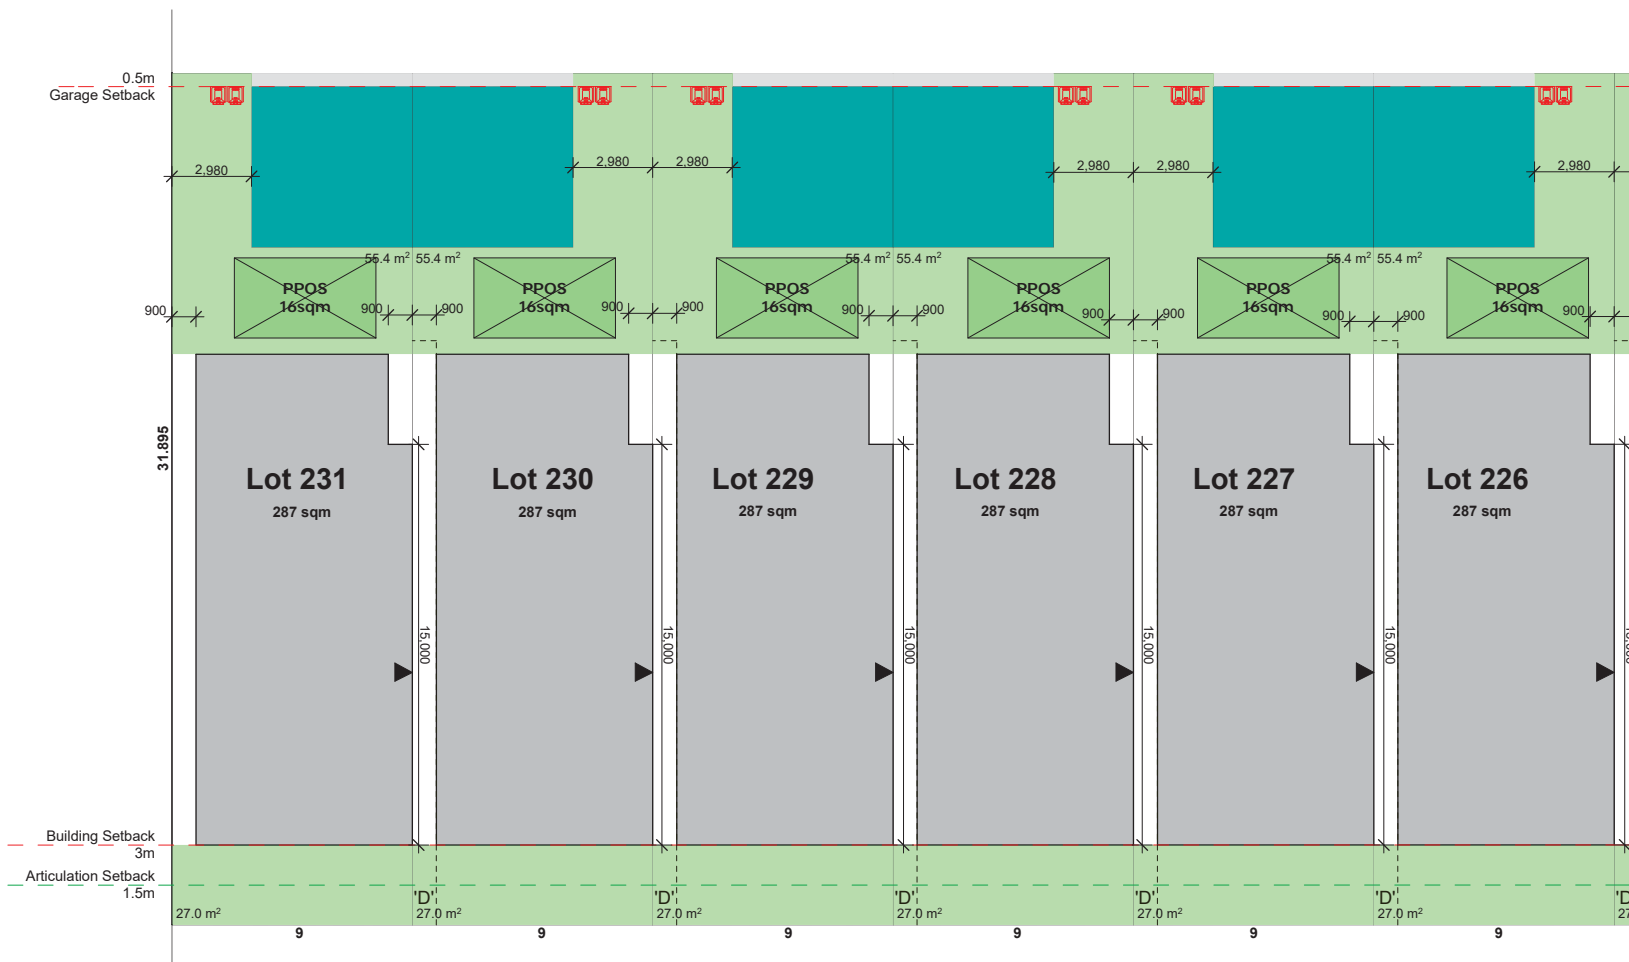 0.5m
Garage Setback
2,980
2,980
2,980
2,980
2,980
2,980
55.4 m² 55.4 m²
55.4 m² 55.4 m²
55.4 m² 55.4 m²
PPOS
16sqm
PPOS
16sqm
PPOS
16sqm
PPOS
16sqm
PPOS
16sqm
PPOS
16sqm
900
900
900
900
900
900
900
900
900
900
900
900
31.895
Lot 231
287 sqm
Lot 230
287 sqm
Lot 229
287 sqm
Lot 228
287 sqm
Lot 227
287 sqm
Lot 226
287 sqm
15,000
15,000
15,000
15,000
15,000
Building Setback
3m
Articulation Setback
1.5m
'D'
'D'
'D'
'D'
'D'
'D
27.0 m²
27.0 m²
27.0 m²
27.0 m²
27.0 m²
27.0 m²
9
9
9
9
9
9